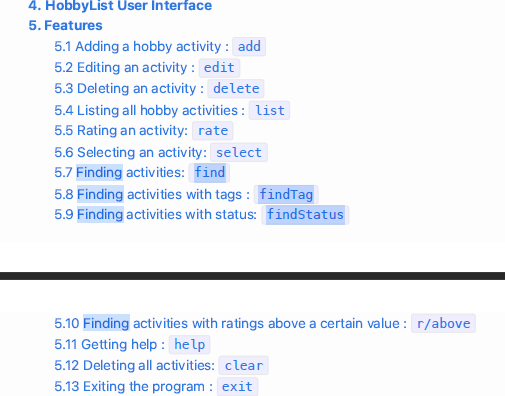 4. HobbyList User Interface
5. Features
5.1 Adding a hobby activity : add
5.2 Editing an activity : edit
5.3 Deleting an activity : delete
5.4 Listing all hobby activities : list
5.5 Rating an activity: rate
5.6 Selecting an activity: select
5.7 Finding activities: find
5.8 Finding activities with tags : findTag
5.9 Finding activities with status: findStatus
5.10 Finding activities with ratings above a certain value : r/above
5.11 Getting help : help
5.12 Deleting all activities: clear
5.13 Exiting the program : exit